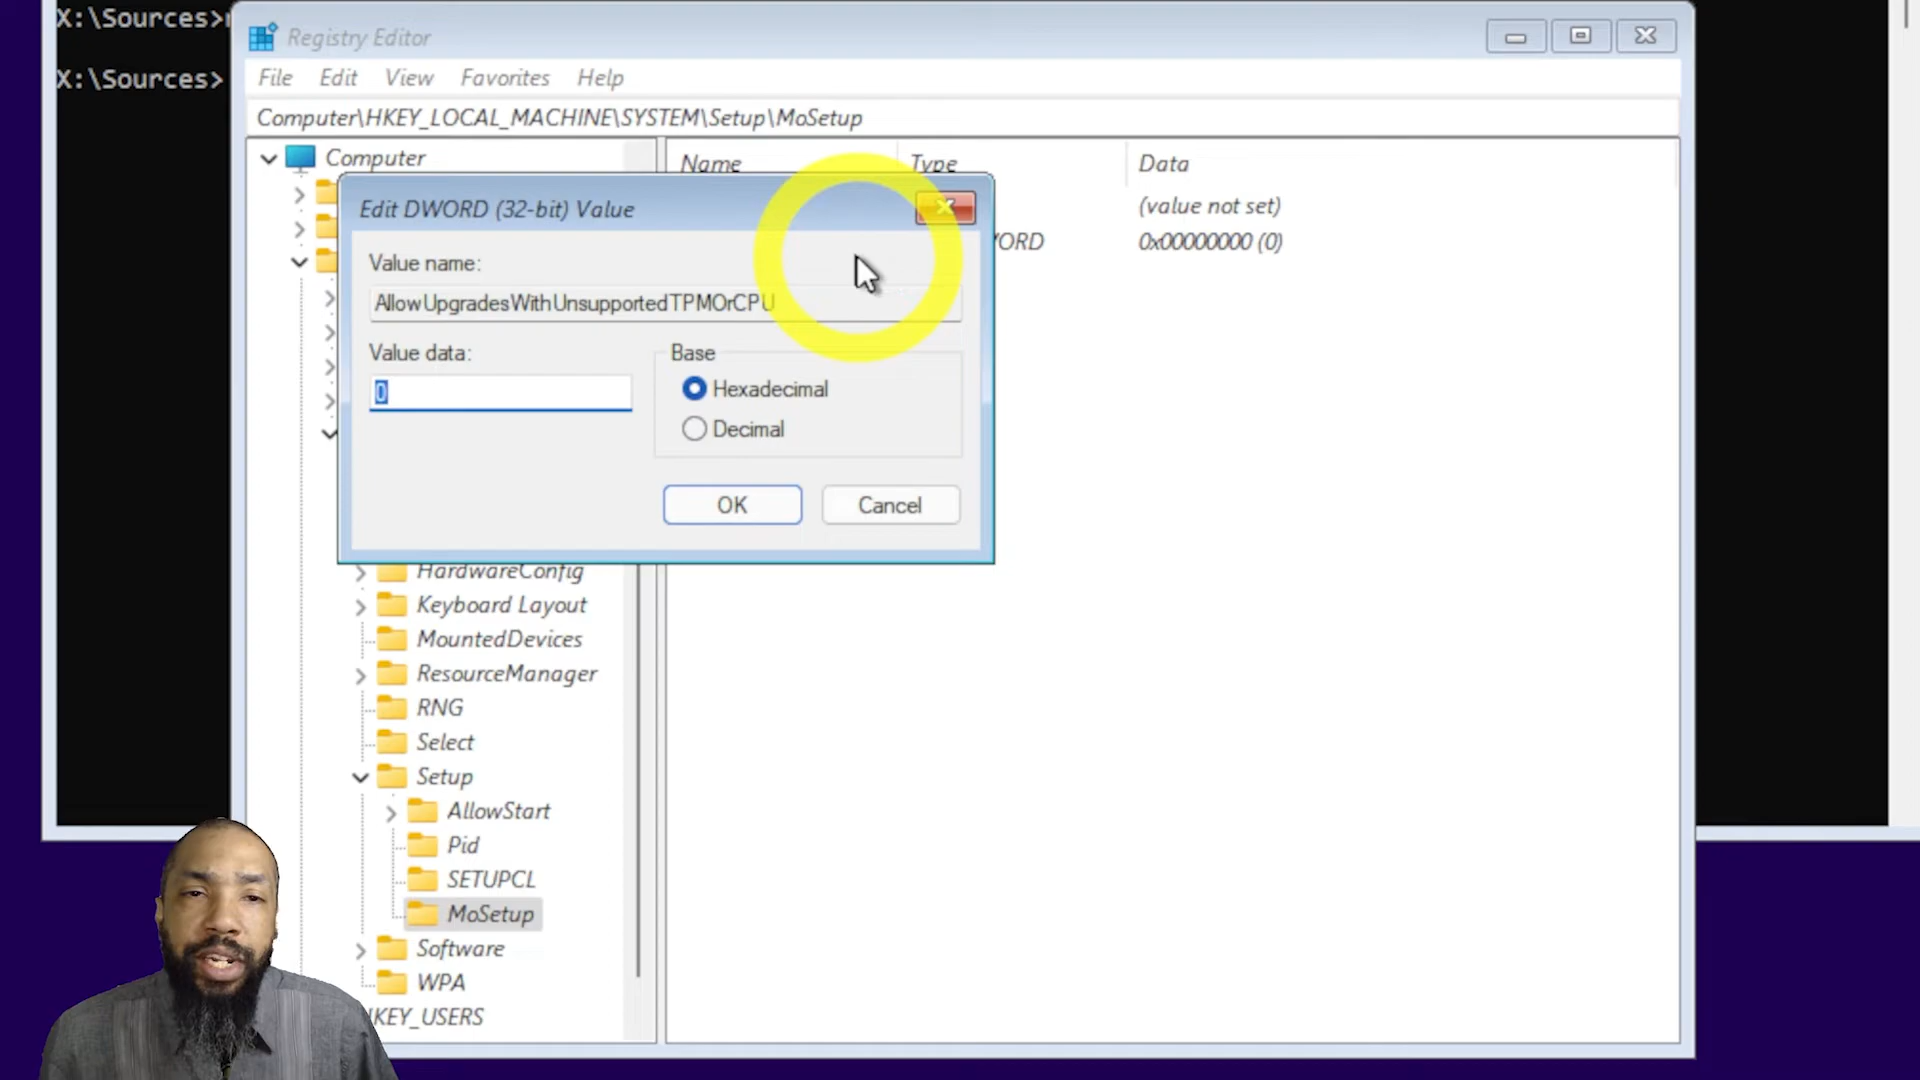 X:\Sources>
X:\Sources>
Registry Editor
File Edit View Favorites Help
Computer\HKEY_LOCAL_MACHINE\SYSTEM\Setup\MoSetup
Computer
Name Type Data
(value not set)
0x00000000 (0)
Edit DWORD (32-bit) Value
Value name:
AllowUpgradesWithUnsupportedTPMOrCPU
Value data:
0
Base
Hexadecimal
Decimal
OK
Cancel
HardwareConfig
Keyboard Layout
MountedDevices
ResourceManager
RNG
Select
Setup
AllowStart
Pid
SETUPCL
MoSetup
Software
WPA